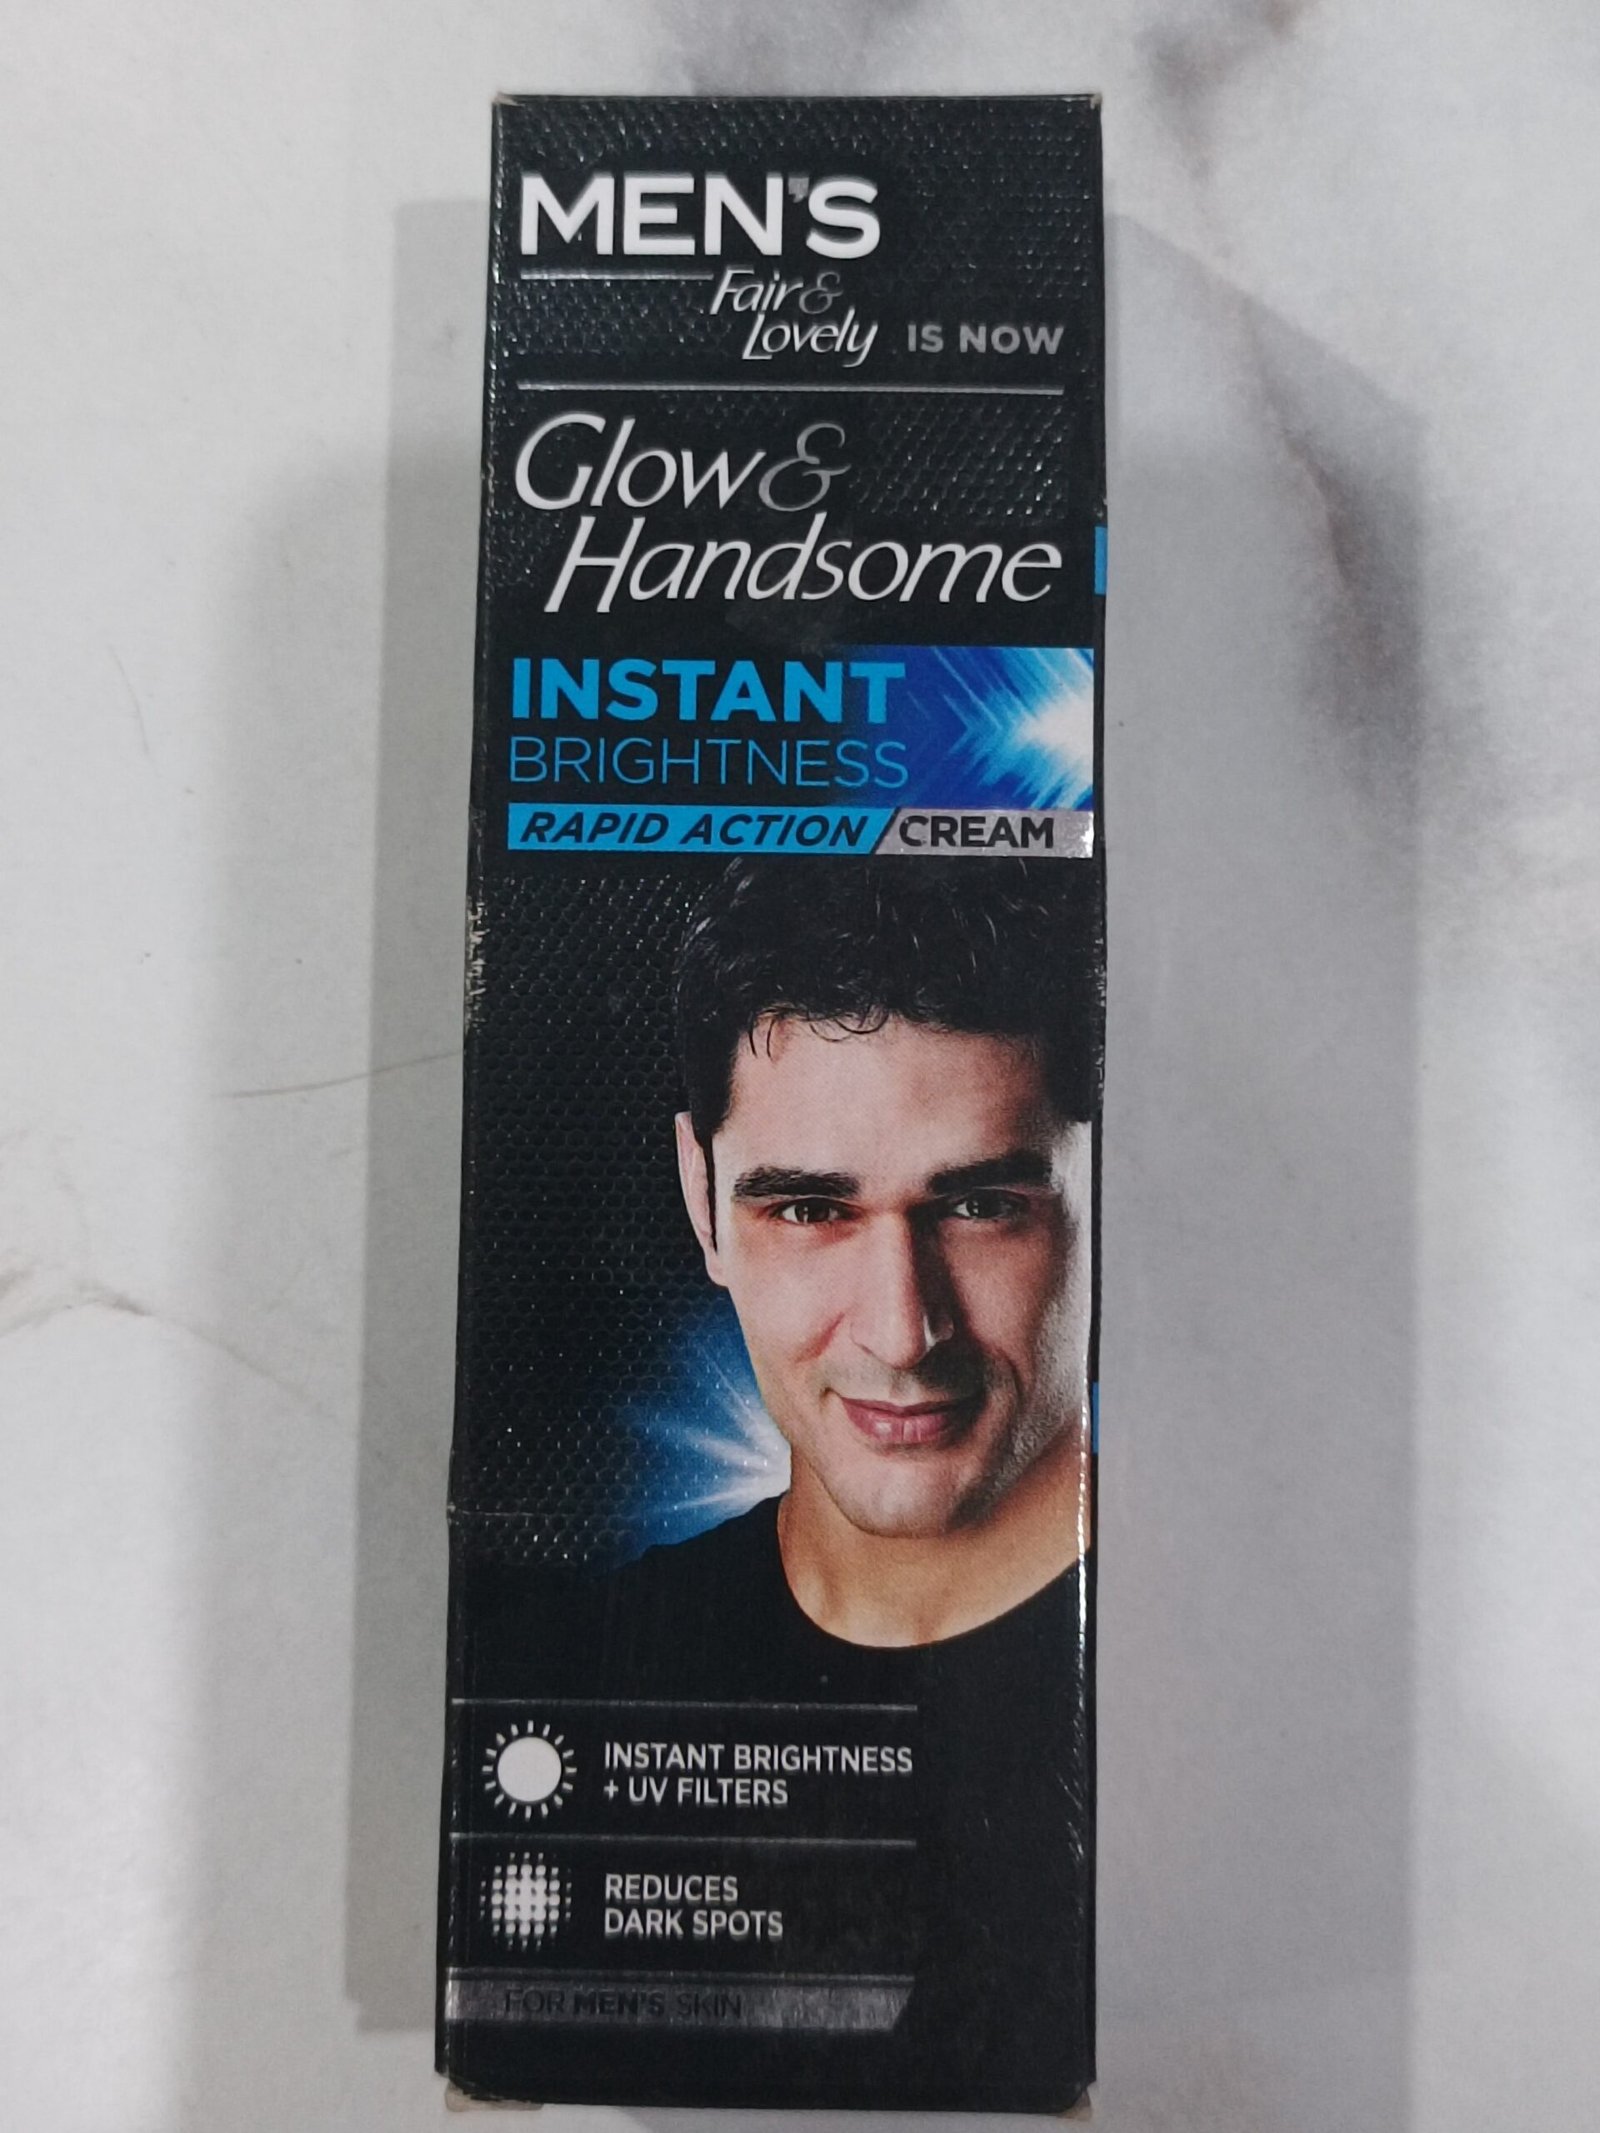 MEN'S
Fair &
Lovely IS NOW
Glow &
Handsome
INSTANT
BRIGHTNESS
RAPID ACTION / CREAM
INSTANT BRIGHTNESS
+ UV FILTERS
REDUCES
DARK SPOTS
FOR MEN'S SKIN